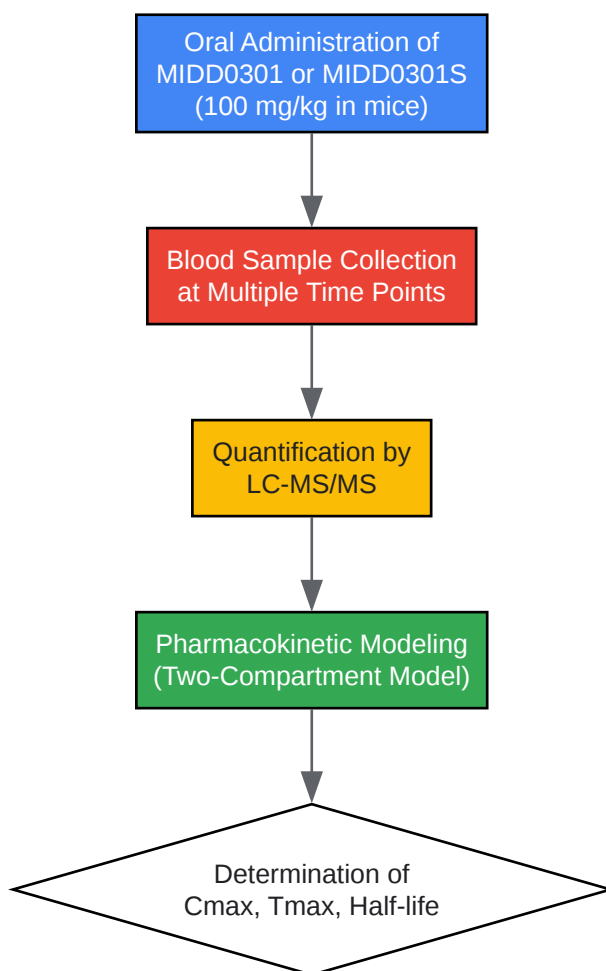 Oral Administration of
MIDD0301 or MIDD0301S
(100 mg/kg in mice)
Blood Sample Collection
at Multiple Time Points
Quantification by
LC-MS/MS
Pharmacokinetic Modeling
(Two-Compartment Model)
Determination of
Cmax, Tmax, Half-life